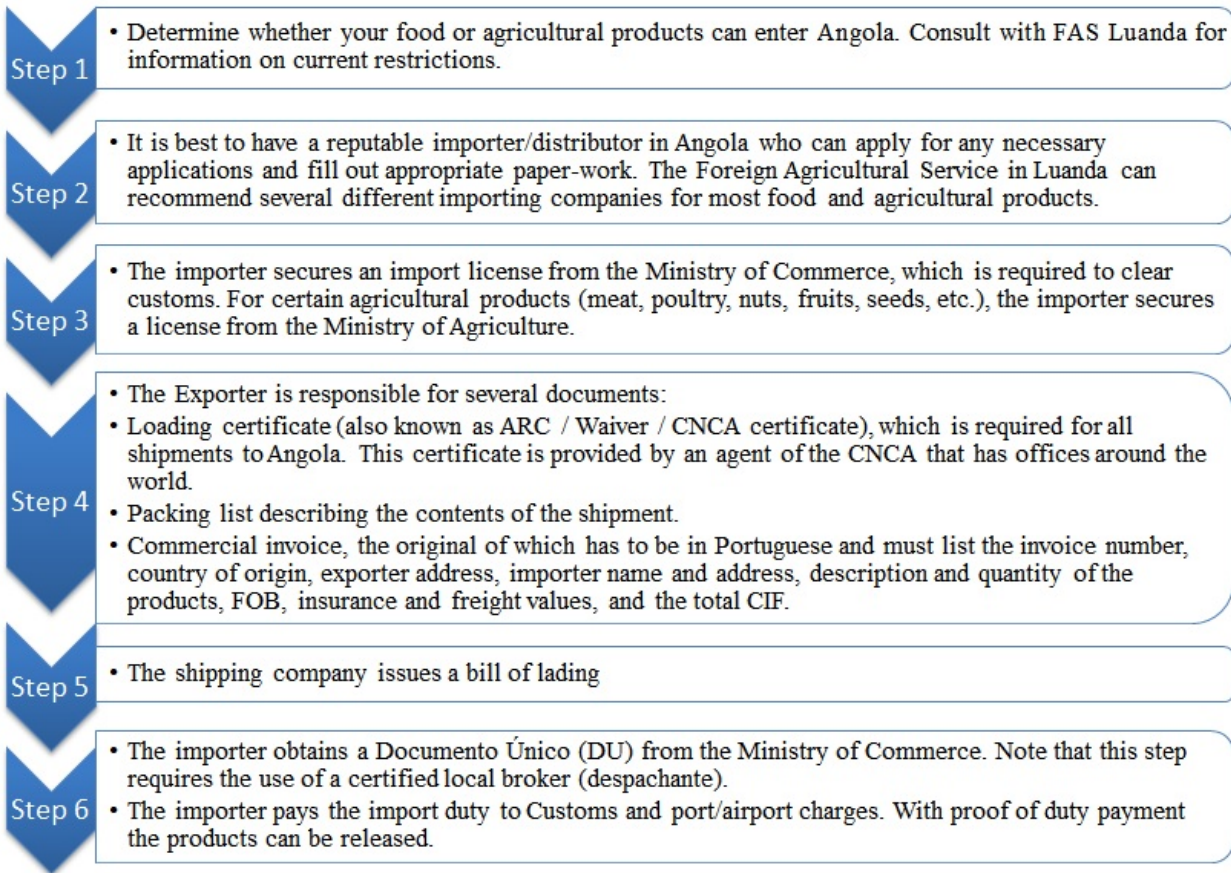 Step 1
• Determine whether your food or agricultural products can enter Angola. Consult with FAS Luanda for
information on current restrictions.
Step 2
• It is best to have a reputable importer/distributor in Angola who can apply for any necessary
applications and fill out appropriate paper-work. The Foreign Agricultural Service in Luanda can
recommend several different importing companies for most food and agricultural products.
Step 3
• The importer secures an import license from the Ministry of Commerce, which is required to clear
customs. For certain agricultural products (meat, poultry, nuts, fruits, seeds, etc.), the importer secures
a license from the Ministry of Agriculture.
Step 4
• The Exporter is responsible for several documents:
• Loading certificate (also known as ARC / Waiver / CNCA certificate), which is required for all
shipments to Angola. This certificate is provided by an agent of the CNCA that has offices around the
world.
• Packing list describing the contents of the shipment.
• Commercial invoice, the original of which has to be in Portuguese and must list the invoice number,
country of origin, exporter address, importer name and address, description and quantity of the
products, FOB, insurance and freight values, and the total CIF.
Step 5
• The shipping company issues a bill of lading
Step 6
• The importer obtains a Documento Único (DU) from the Ministry of Commerce. Note that this step
requires the use of a certified local broker (despachante).
• The importer pays the import duty to Customs and port/airport charges. With proof of duty payment
the products can be released.